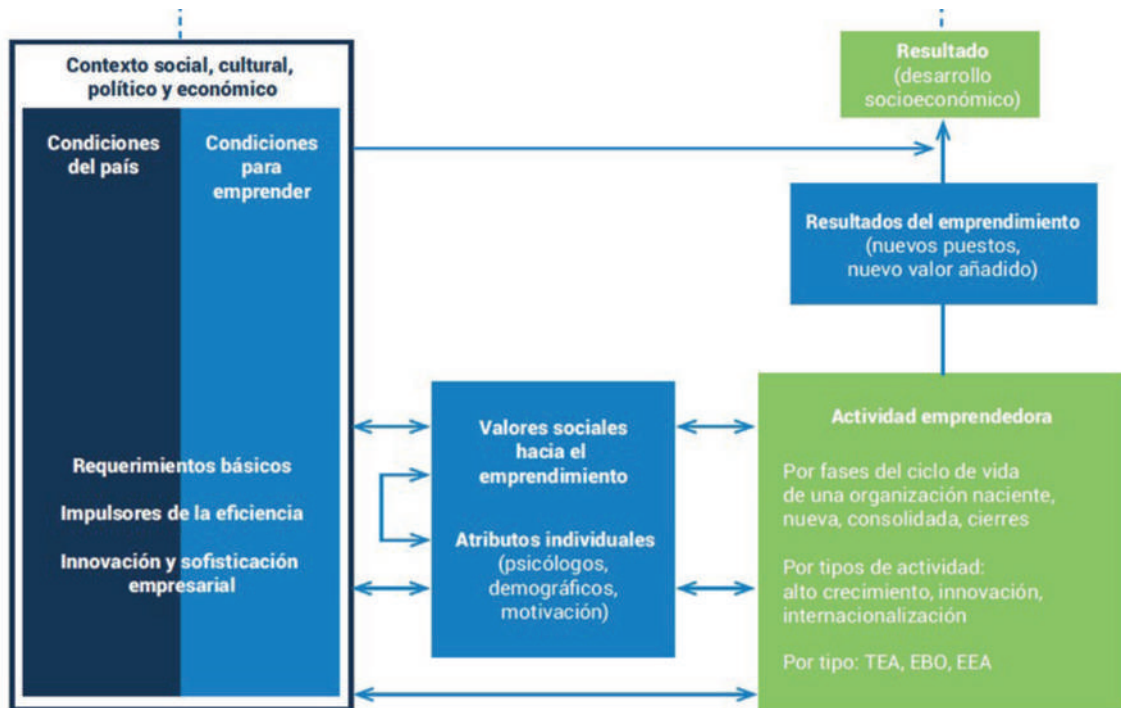 Contexto social, cultural,
político y económico
Condiciones
del país
Condiciones
para
emprender
Requerimientos básicos
Impulsores de la eficiencia
Innovación y sofisticación
empresarial
Valores sociales
hacia el
emprendimiento
Atributos individuales
(psicólogos,
demográficos,
motivación)
Resultado
(desarrollo
socioeconómico)
Resultados del emprendimiento
(nuevos puestos,
nuevo valor añadido)
Actividad emprendedora
Por fases del ciclo de vida
de una organización naciente,
nueva, consolidada, cierres
Por tipos de actividad:
alto crecimiento, innovación,
internacionalización
Por tipo: TEA, EBO, EEA